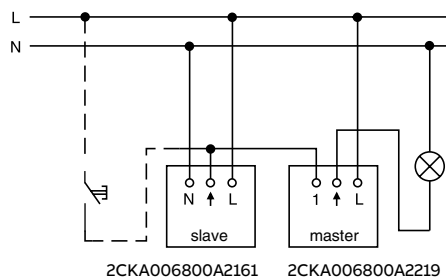 L
N
N ↑ L
1 ↑ L
slave
master
2CKA006800A2161
2CKA006800A2219